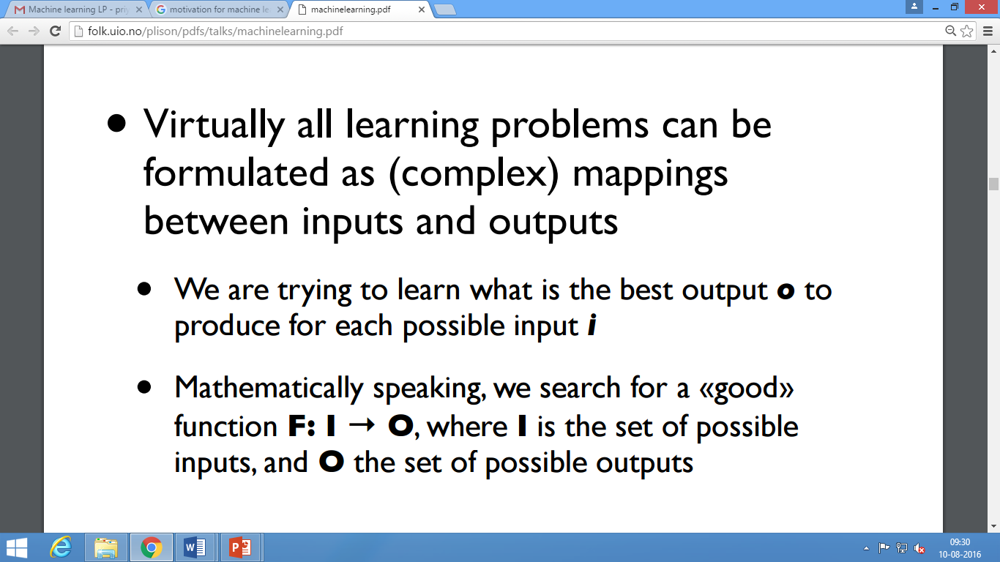 Machine learning LP - pri
motivation for machine le
machinelearning.pdf
folk.uio.no/plison/pdfs/talks/machinelearning.pdf
• Virtually all learning problems can be
formulated as (complex) mappings
between inputs and outputs
• We are trying to learn what is the best output o to
produce for each possible input i
• Mathematically speaking, we search for a «good»
function F: I → O, where I is the set of possible
inputs, and O the set of possible outputs
09:30
10-08-2016